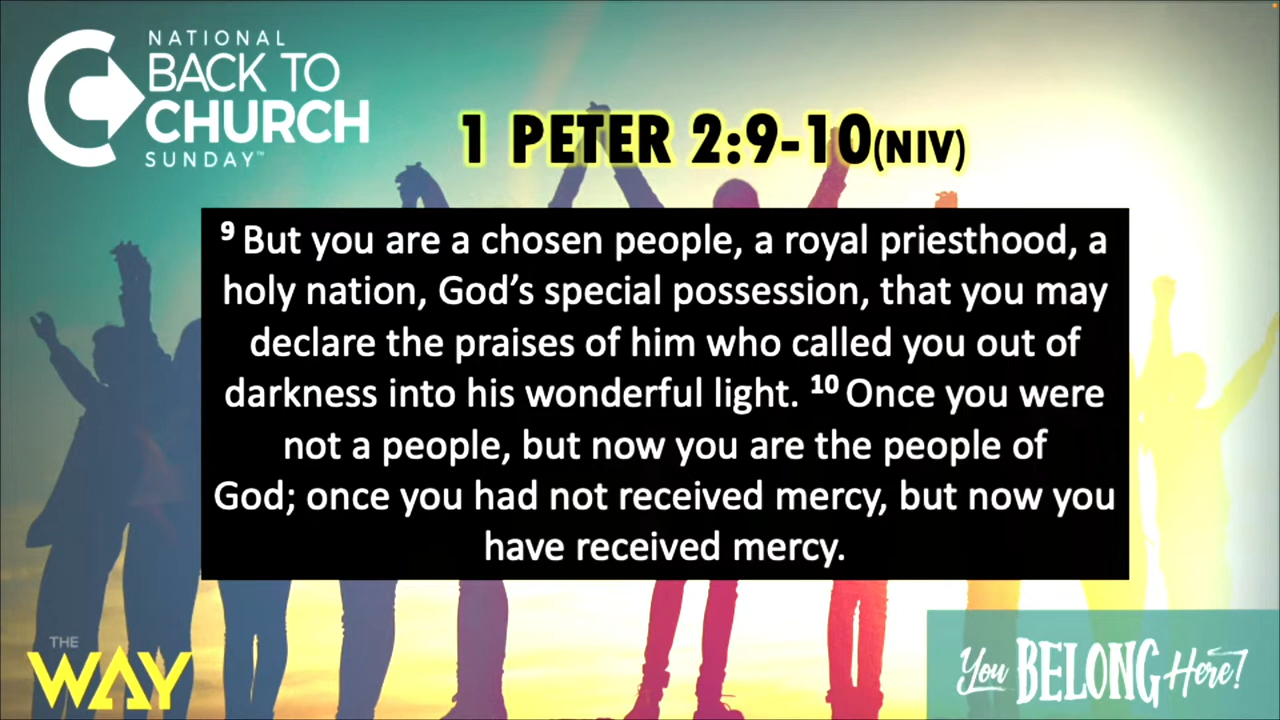 NATIONAL
BACK TO
CHURCH
SUNDAY™
1 PETER 2:9-10(NIV)
⁹ But you are a chosen people, a royal priesthood, a
holy nation, God’s special possession, that you may
declare the praises of him who called you out of
darkness into his wonderful light. ¹⁰ Once you were
not a people, but now you are the people of
God; once you had not received mercy, but now you
have received mercy.
THE
WAY
You BELONG Here!